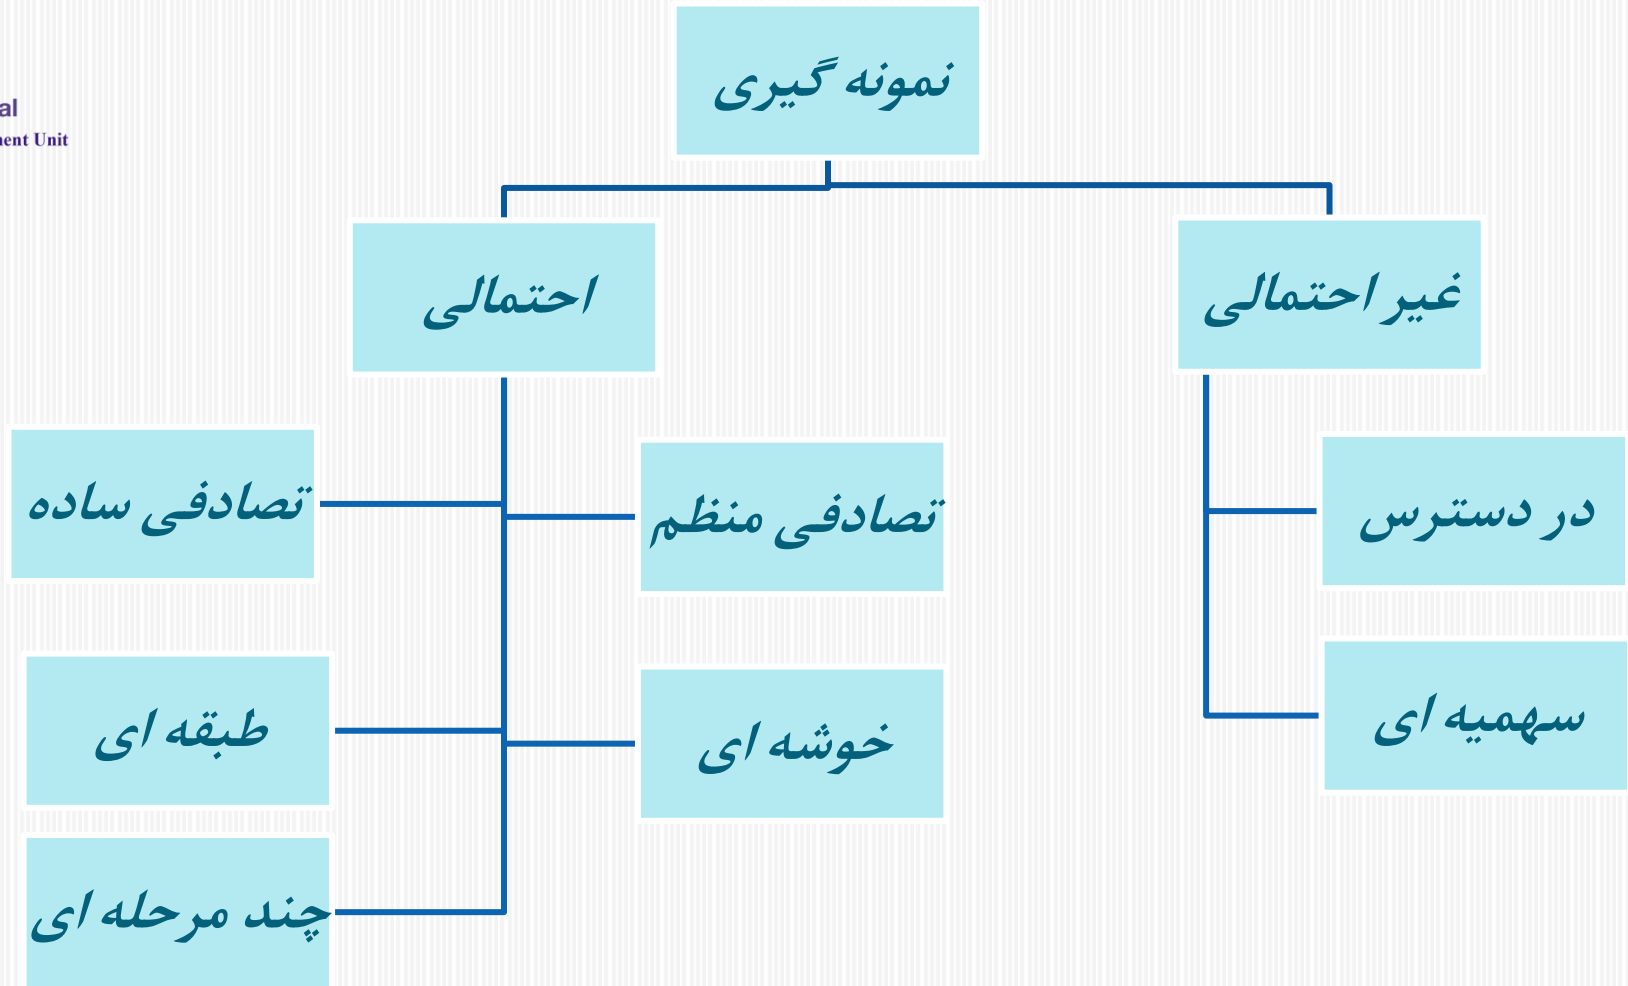 al
ment Unit
نمونه گیری
غیر احتمالی
احتمالی
در دسترس
تصادفی منظم
تصادفی ساده
سهمیه ای
خوشه ای
طبقه ای
چند مرحله ای